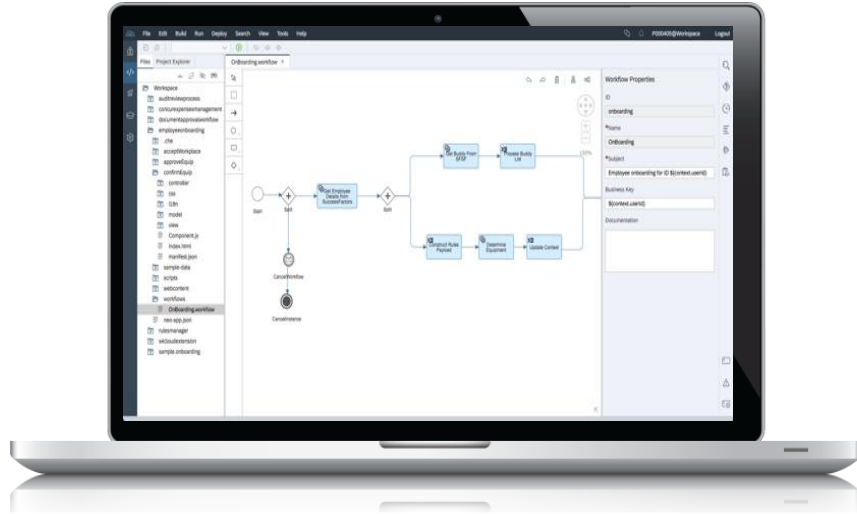 File Edit Build Run Deploy Search View Tools Help
P000405@Workspace Logout
Files Project Explorer
OnBoarding.workflow ×
Workspace
auditreviewprocess
concurexpensemanagement
documentapprovalworkflow
employeeonboarding
.che
acceptWorkplace
approveEquip
confirmEquip
controller
css
i18n
model
view
Component.js
index.html
manifest.json
sample-data
scripts
webcontent
workflows
OnBoarding.workflow
neo-app.json
rulesmanager
sample onboarding
Start
Split
Get Employee
Details from
SuccessFactors
Split
Get Buddy From
SFSF
Process Buddy
List
Construct Rules
Payload
Determine
Equipment
Update Context
CancelWorkflow
CancelInstance
Workflow Properties
ID
onboarding
*Name
OnBoarding
*Subject
Employee onboarding for ID ${context.userId}
Business Key
${context.userId}
Documentation